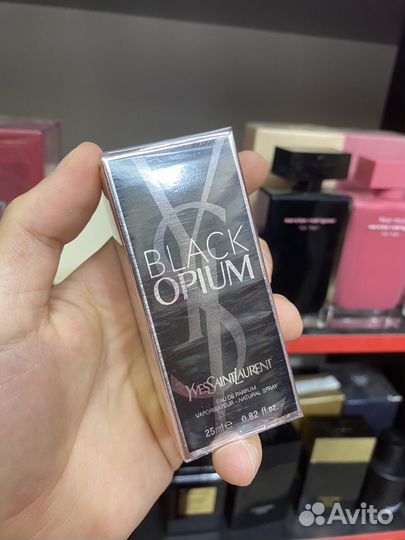 YSL
BLACK
OPIUM
YVESSAINTLAURENT
EAU DE PARFUM
VAPORISATEUR - NATURAL SPRAY
25ml e 0.82 fl.oz.
narciso rodriguez
for her
Avito